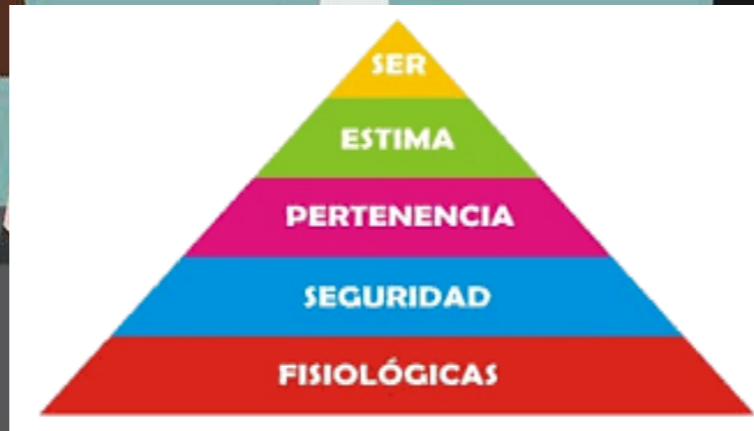 SER
ESTIMA
PERTENENCIA
SEGURIDAD
FISIOLÓGICAS